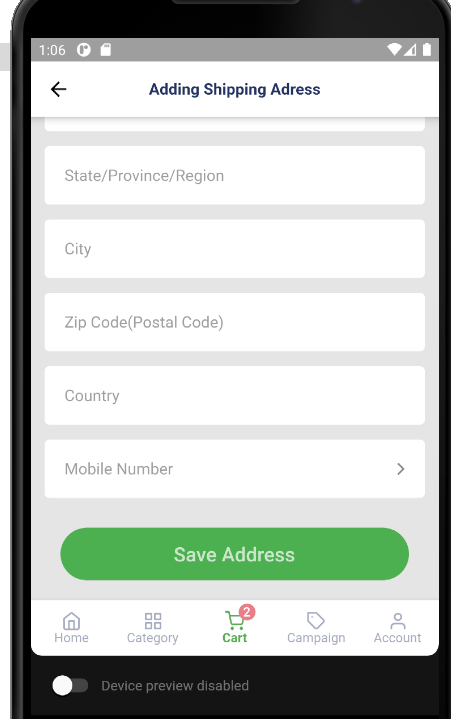 1:06
Adding Shipping Adress
State/Province/Region
City
Zip Code(Postal Code)
Country
Mobile Number
Save Address
2
Home Category Cart Campaign Account
Device preview disabled